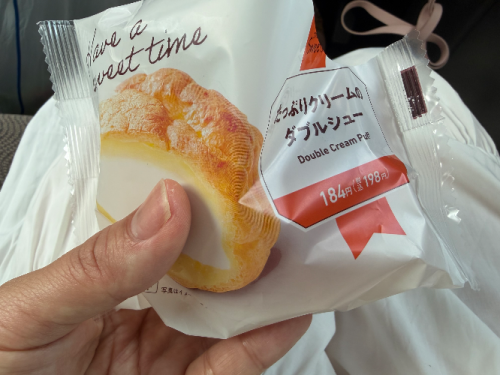 Have a
sweet time
たっぷりクリームの
ダブルシュー
Double Cream Puff
184円(税込198円)